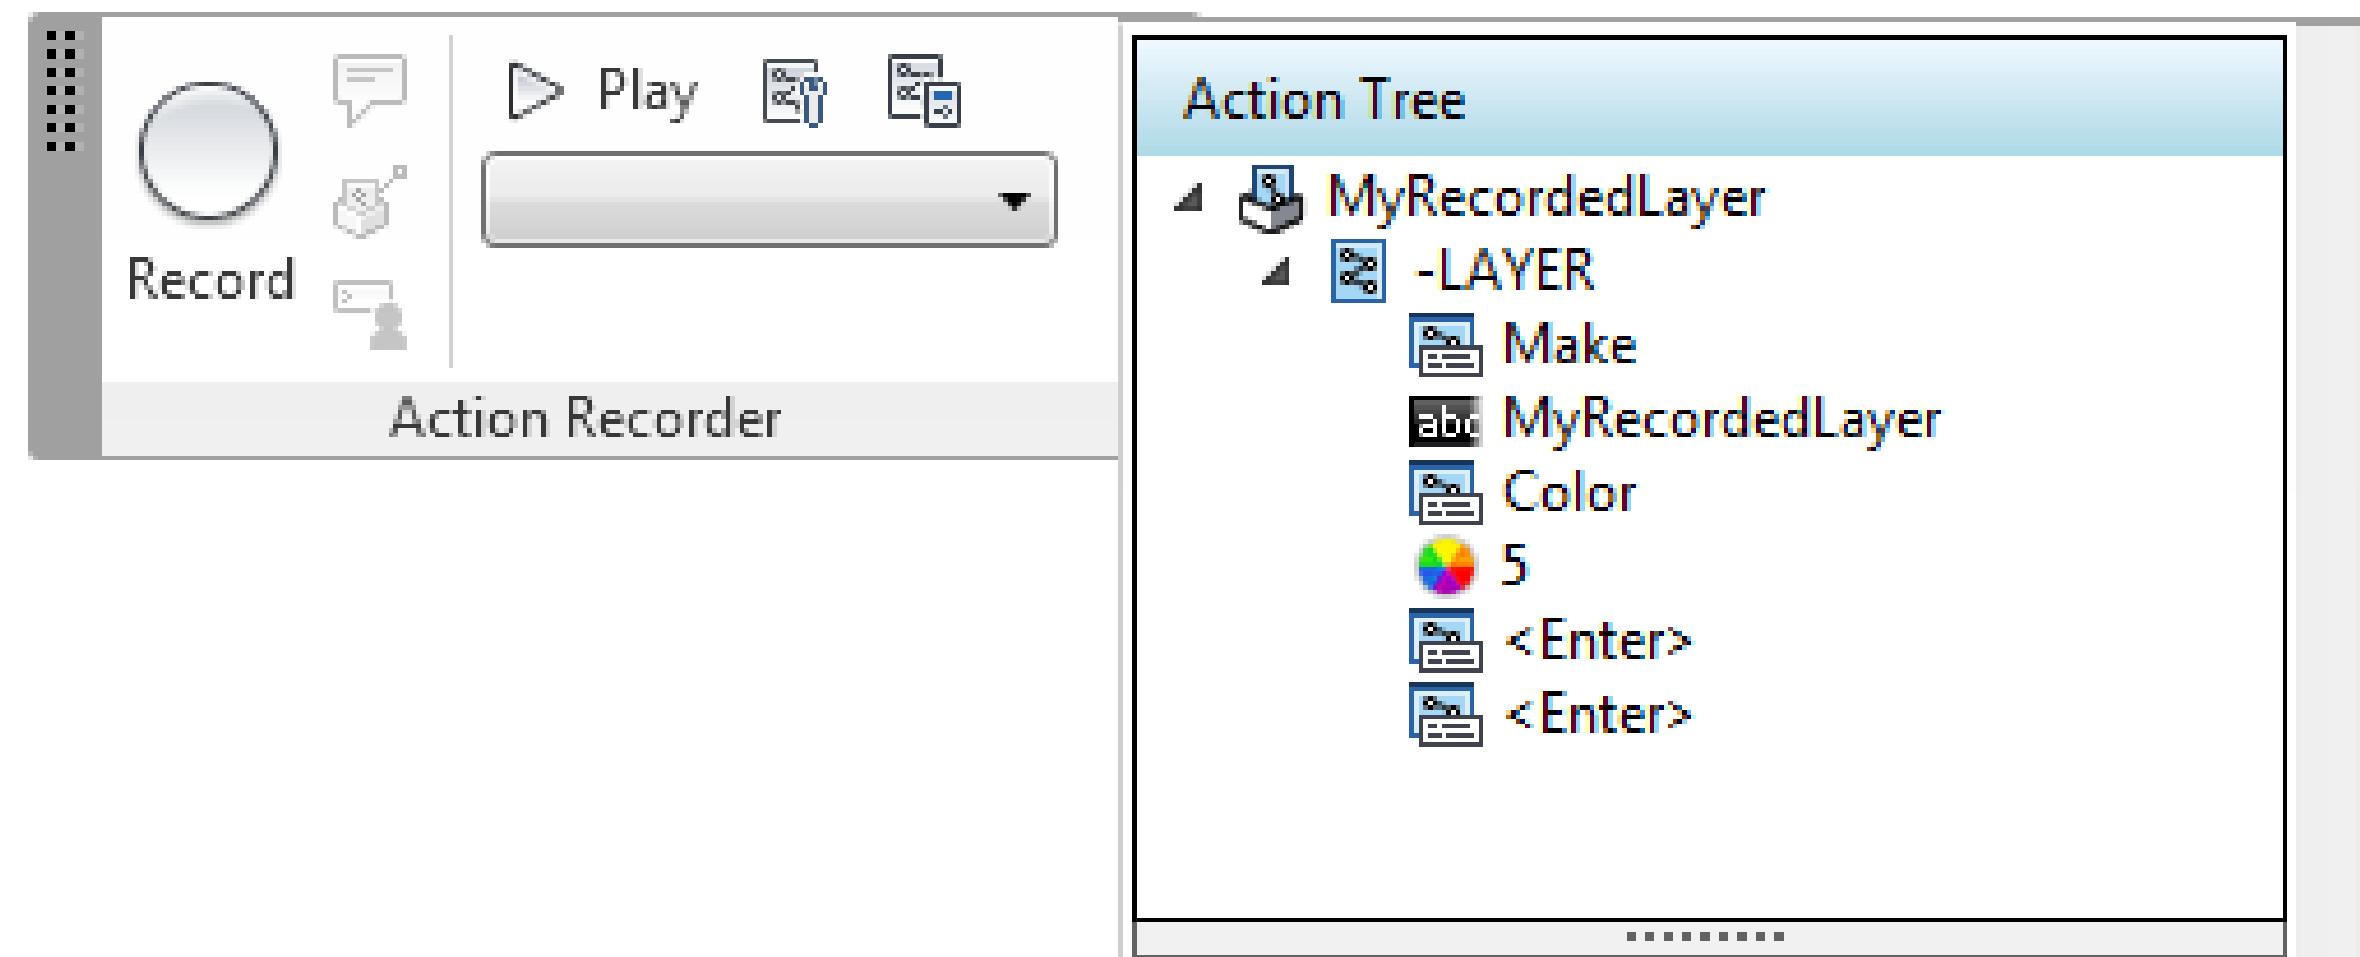 Play
Record
Action Recorder
Action Tree
MyRecordedLayer
-LAYER
Make
abc MyRecordedLayer
Color
5
<Enter>
<Enter>